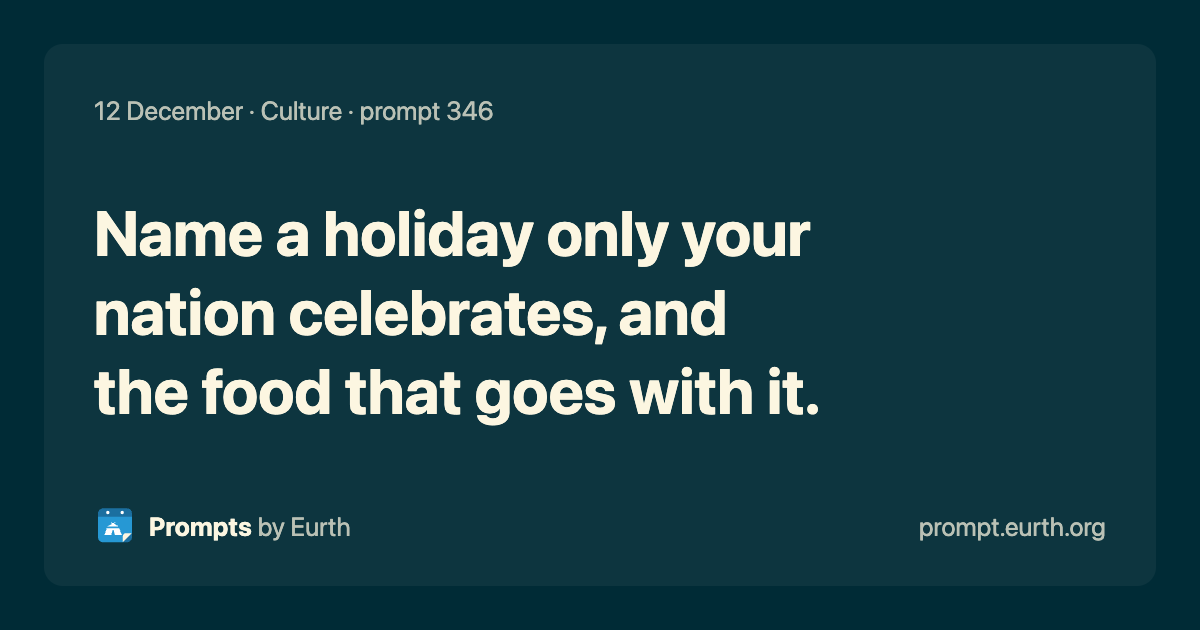 12 December · Culture · prompt 346
Name a holiday only your
nation celebrates, and
the food that goes with it.
Prompts by Eurth
prompt.eurth.org